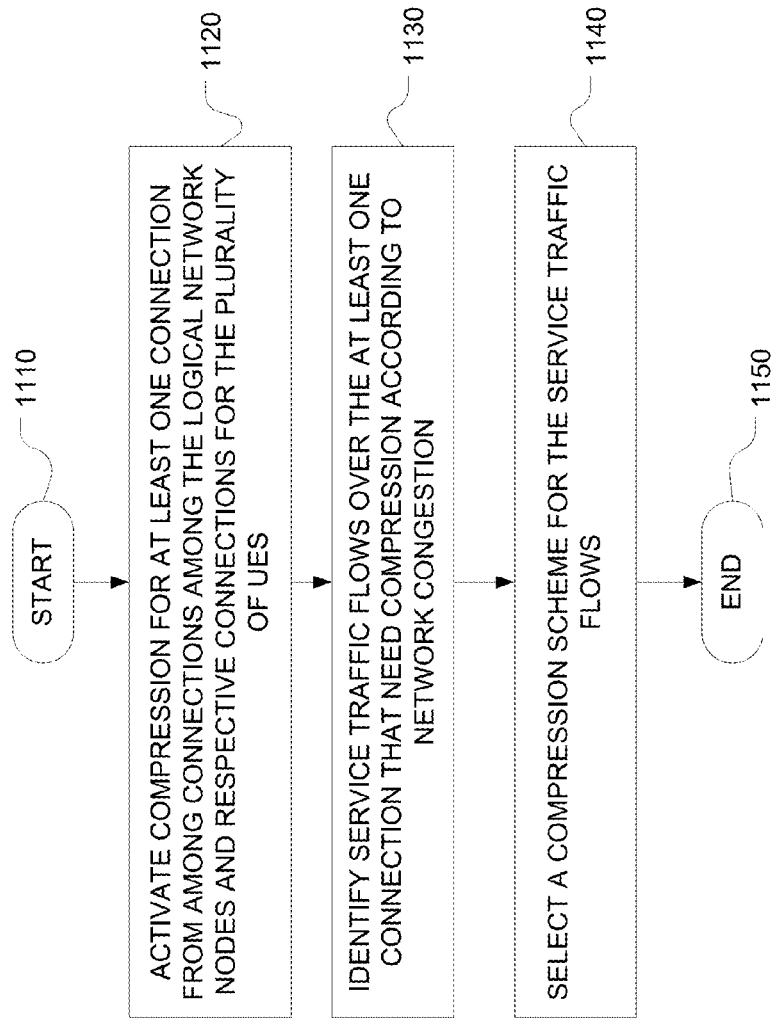 START
1110
ACTIVATE COMPRESSION FOR AT LEAST ONE CONNECTION
FROM AMONG CONNECTIONS AMONG THE LOGICAL NETWORK
NODES AND RESPECTIVE CONNECTIONS FOR THE PLURALITY
OF UES
1120
IDENTIFY SERVICE TRAFFIC FLOWS OVER THE AT LEAST ONE
CONNECTION THAT NEED COMPRESSION ACCORDING TO
NETWORK CONGESTION
1130
SELECT A COMPRESSION SCHEME FOR THE SERVICE TRAFFIC
FLOWS
1140
END
1150